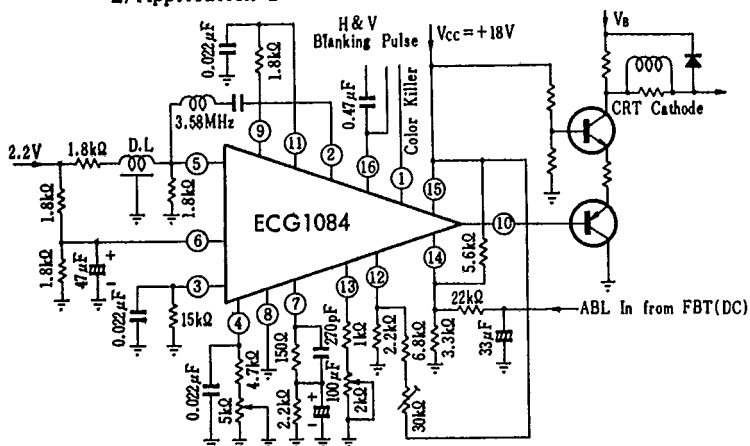 H & V
Blanking Pulse
Vcc = +18V
VB
0.022μF
1.8kΩ
0.47μF
Color Killer
3.58MHz
CRT Cathode
2.2V
1.8kΩ
D.L
5
9
11
2
16
1
15
1.8kΩ
1.8kΩ
ECG1084
10
6
14
5.6kΩ
1.8kΩ
47μF
+
-
3
4
8
7
13
12
22kΩ
ABL In from FBT(DC)
0.022μF
15kΩ
270pF
150Ω
1kΩ
2.2kΩ
6.8kΩ
3.3kΩ
33μF
0.022μF
4.7kΩ
5kΩ
2.2kΩ
100μF
-
+
2kΩ
30kΩ